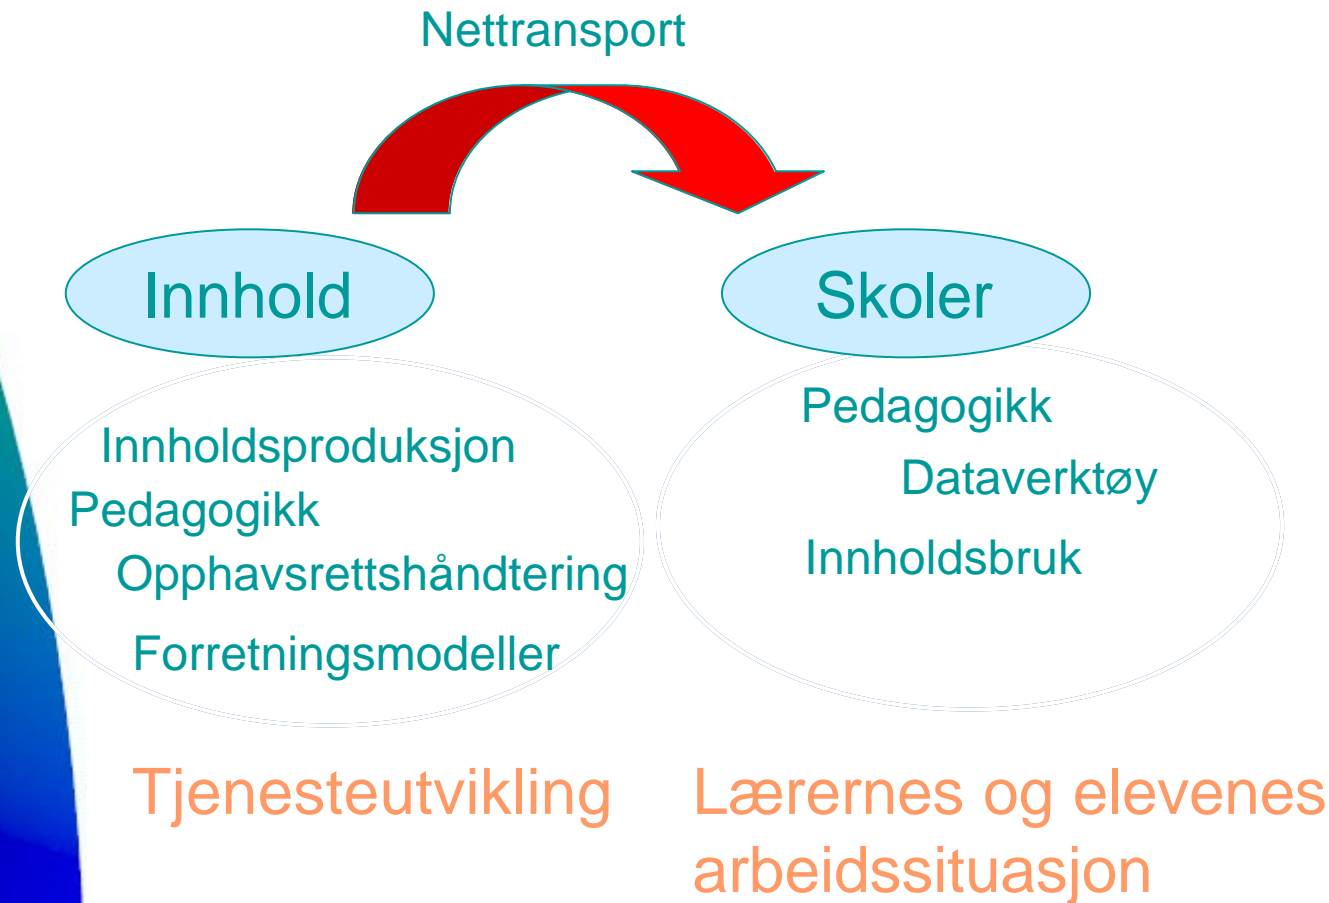 Nettransport
Innhold
Skoler
Innholdsproduksjon
Pedagogikk
Opphavsrettshåndtering
Forretningsmodeller
Pedagogikk
Dataverktøy
Innholdsbruk
Tjenesteutvikling
Lærernes og elevenes
arbeidssituasjon